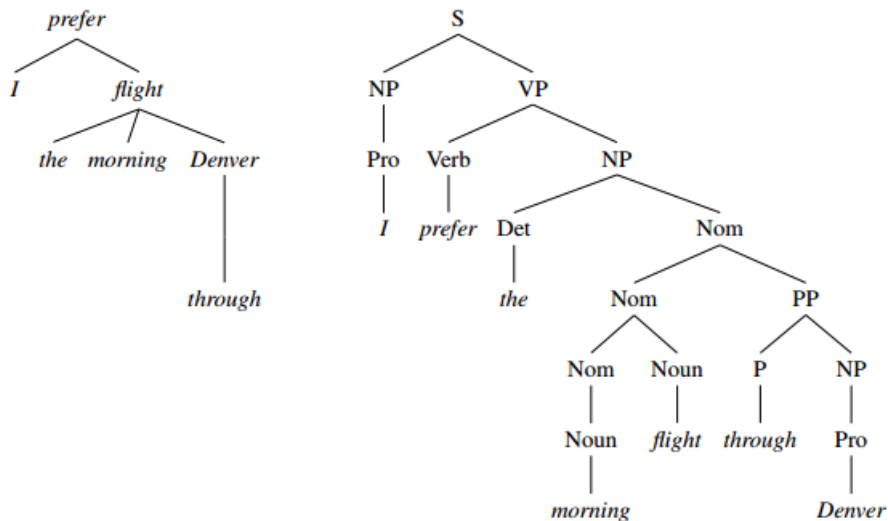 prefer S
I flight NP VP
the morning Denver Pro Verb NP
I prefer Det Nom
through the Nom PP
Nom Noun P NP
Noun flight through Pro
morning Denver